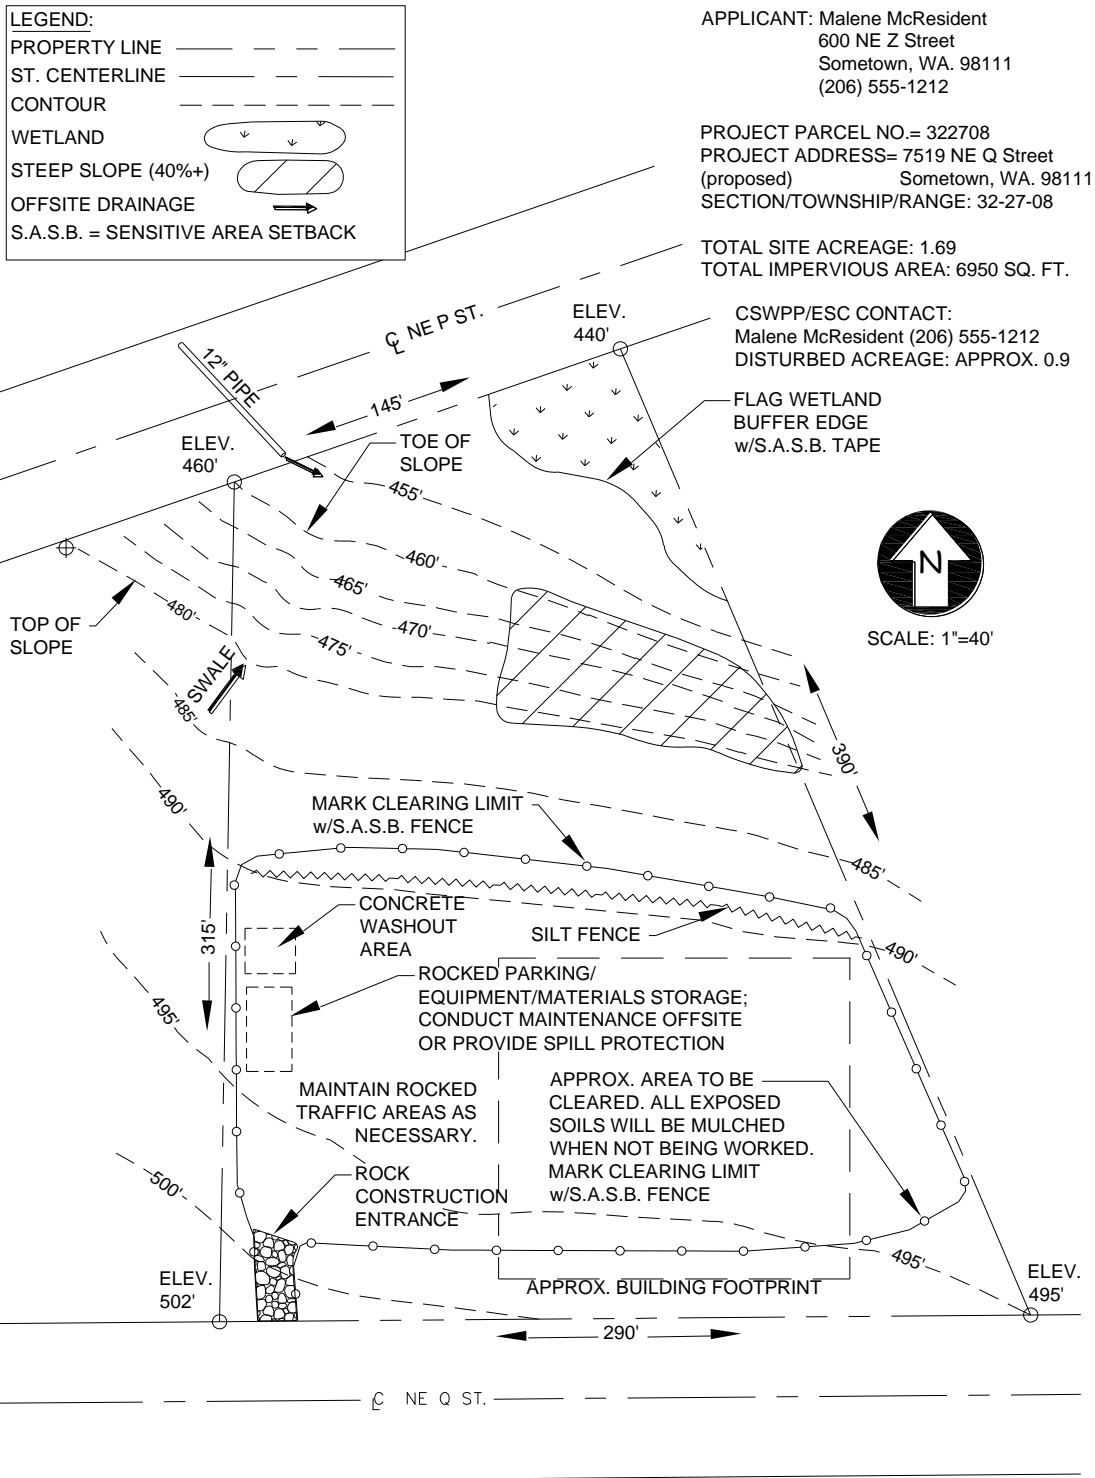 LEGEND:
PROPERTY LINE
ST. CENTERLINE
CONTOUR
WETLAND
STEEP SLOPE (40%+)
OFFSITE DRAINAGE
S.A.S.B. = SENSITIVE AREA SETBACK
APPLICANT: Malene McResident
600 NE Z Street
Sometown, WA. 98111
(206) 555-1212
PROJECT PARCEL NO.= 322708
PROJECT ADDRESS= 7519 NE Q Street
(proposed) Sometown, WA. 98111
SECTION/TOWNSHIP/RANGE: 32-27-08
TOTAL SITE ACREAGE: 1.69
TOTAL IMPERVIOUS AREA: 6950 SQ. FT.
CSWPP/ESC CONTACT:
Malene McResident (206) 555-1212
DISTURBED ACREAGE: APPROX. 0.9
ELEV.
440'
℄ NE P ST.
12" PIPE
145'
FLAG WETLAND
BUFFER EDGE
w/S.A.S.B. TAPE
ELEV.
460'
TOE OF
SLOPE
455'
460'
465'
470'
475'
480'
485'
TOP OF
SLOPE
SWALE
N
SCALE: 1"=40'
390'
490'
MARK CLEARING LIMIT
w/S.A.S.B. FENCE
485'
315'
CONCRETE
WASHOUT
AREA
SILT FENCE
490'
ROCKED PARKING/
EQUIPMENT/MATERIALS STORAGE;
CONDUCT MAINTENANCE OFFSITE
OR PROVIDE SPILL PROTECTION
495'
MAINTAIN ROCKED
TRAFFIC AREAS AS
NECESSARY.
APPROX. AREA TO BE
CLEARED. ALL EXPOSED
SOILS WILL BE MULCHED
WHEN NOT BEING WORKED.
MARK CLEARING LIMIT
w/S.A.S.B. FENCE
500'
ROCK
CONSTRUCTION
ENTRANCE
495'
ELEV.
502'
APPROX. BUILDING FOOTPRINT
ELEV.
495'
290'
℄ NE Q ST.